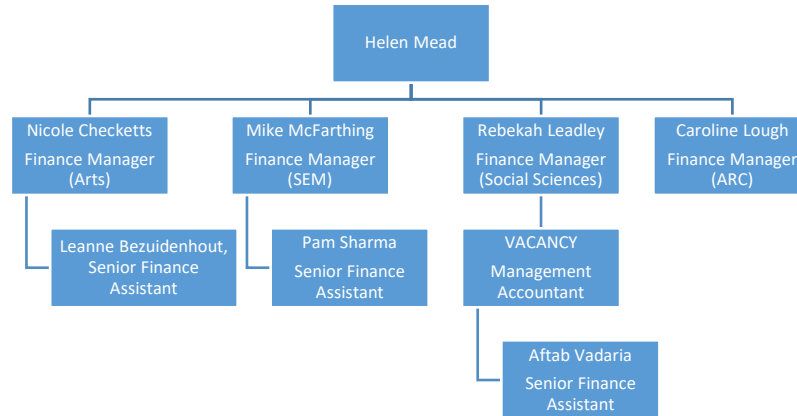 Helen Mead
Nicole Checketts
Finance Manager
(Arts)
Mike McFarthing
Finance Manager
(SEM)
Rebekah Leadley
Finance Manager
(Social Sciences)
Caroline Lough
Finance Manager
(ARC)
Leanne Bezuidenhout,
Senior Finance
Assistant
Pam Sharma
Senior Finance
Assistant
VACANCY
Management
Accountant
Aftab Vadaria
Senior Finance
Assistant